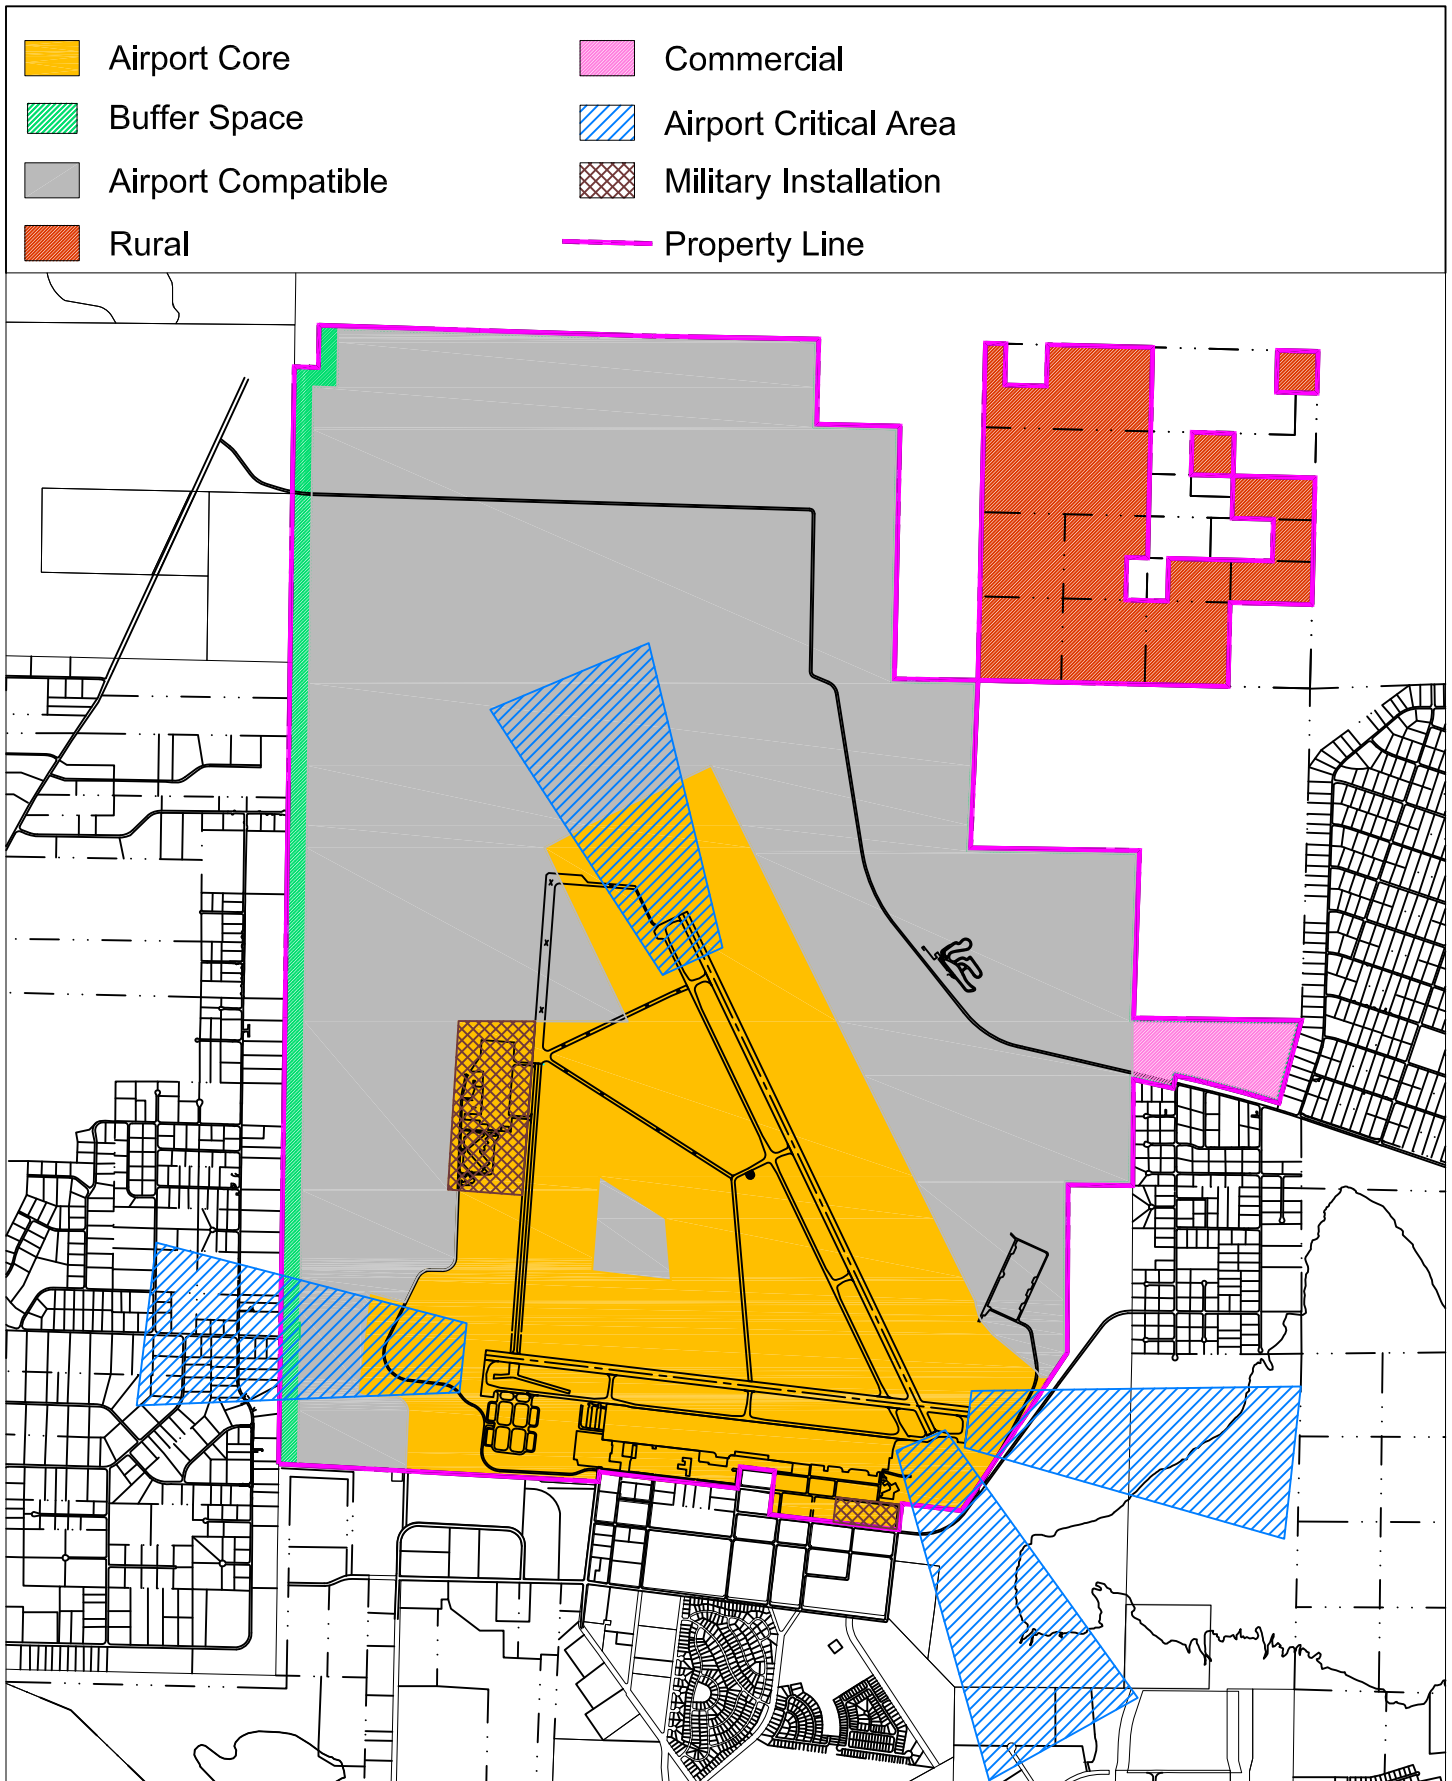 Airport Core
Buffer Space
Airport Compatible
Rural
Commercial
Airport Critical Area
Military Installation
Property Line